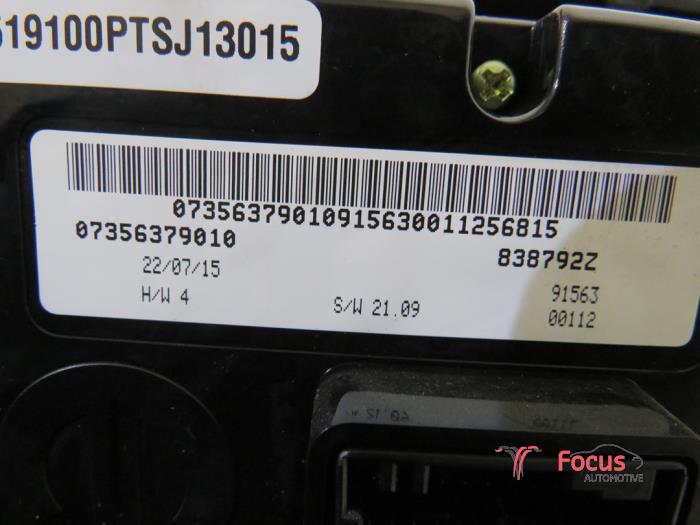 519100PTSJ13015
07356379010915630011256815
07356379010
838792Z
22/07/15
91563
H/W 4
S/W 21.09
00112
Focus
AUTOMOTIVE